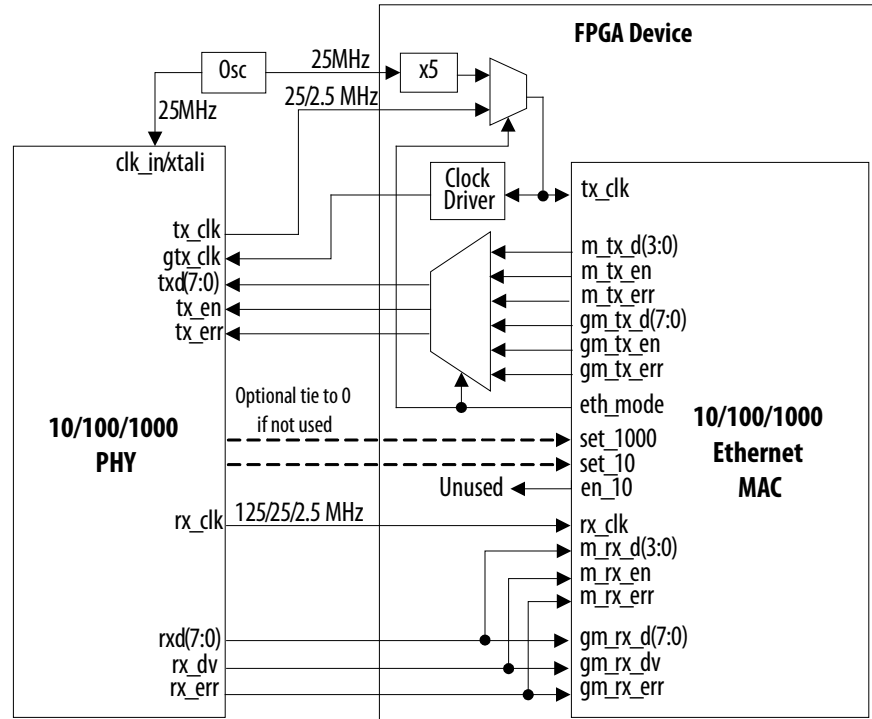 FPGA Device
Osc
25MHz
x5
25/2.5 MHz
25MHz
clk_in/xtali
Clock
Driver
tx_clk
tx_clk
gtx_clk
txd(7:0)
tx_en
tx_err
m_tx_d(3:0)
m_tx_en
m_tx_err
gm_tx_d(7:0)
gm_tx_en
gm_tx_err
eth_mode
Optional tie to 0
if not used
10/100/1000
PHY
10/100/1000
Ethernet
MAC
set_1000
set_10
Unused
en_10
rx_clk
125/25/2.5 MHz
rx_clk
m_rx_d(3:0)
m_rx_en
m_rx_err
rxd(7:0)
rx_dv
rx_err
gm_rx_d(7:0)
gm_rx_dv
gm_rx_err